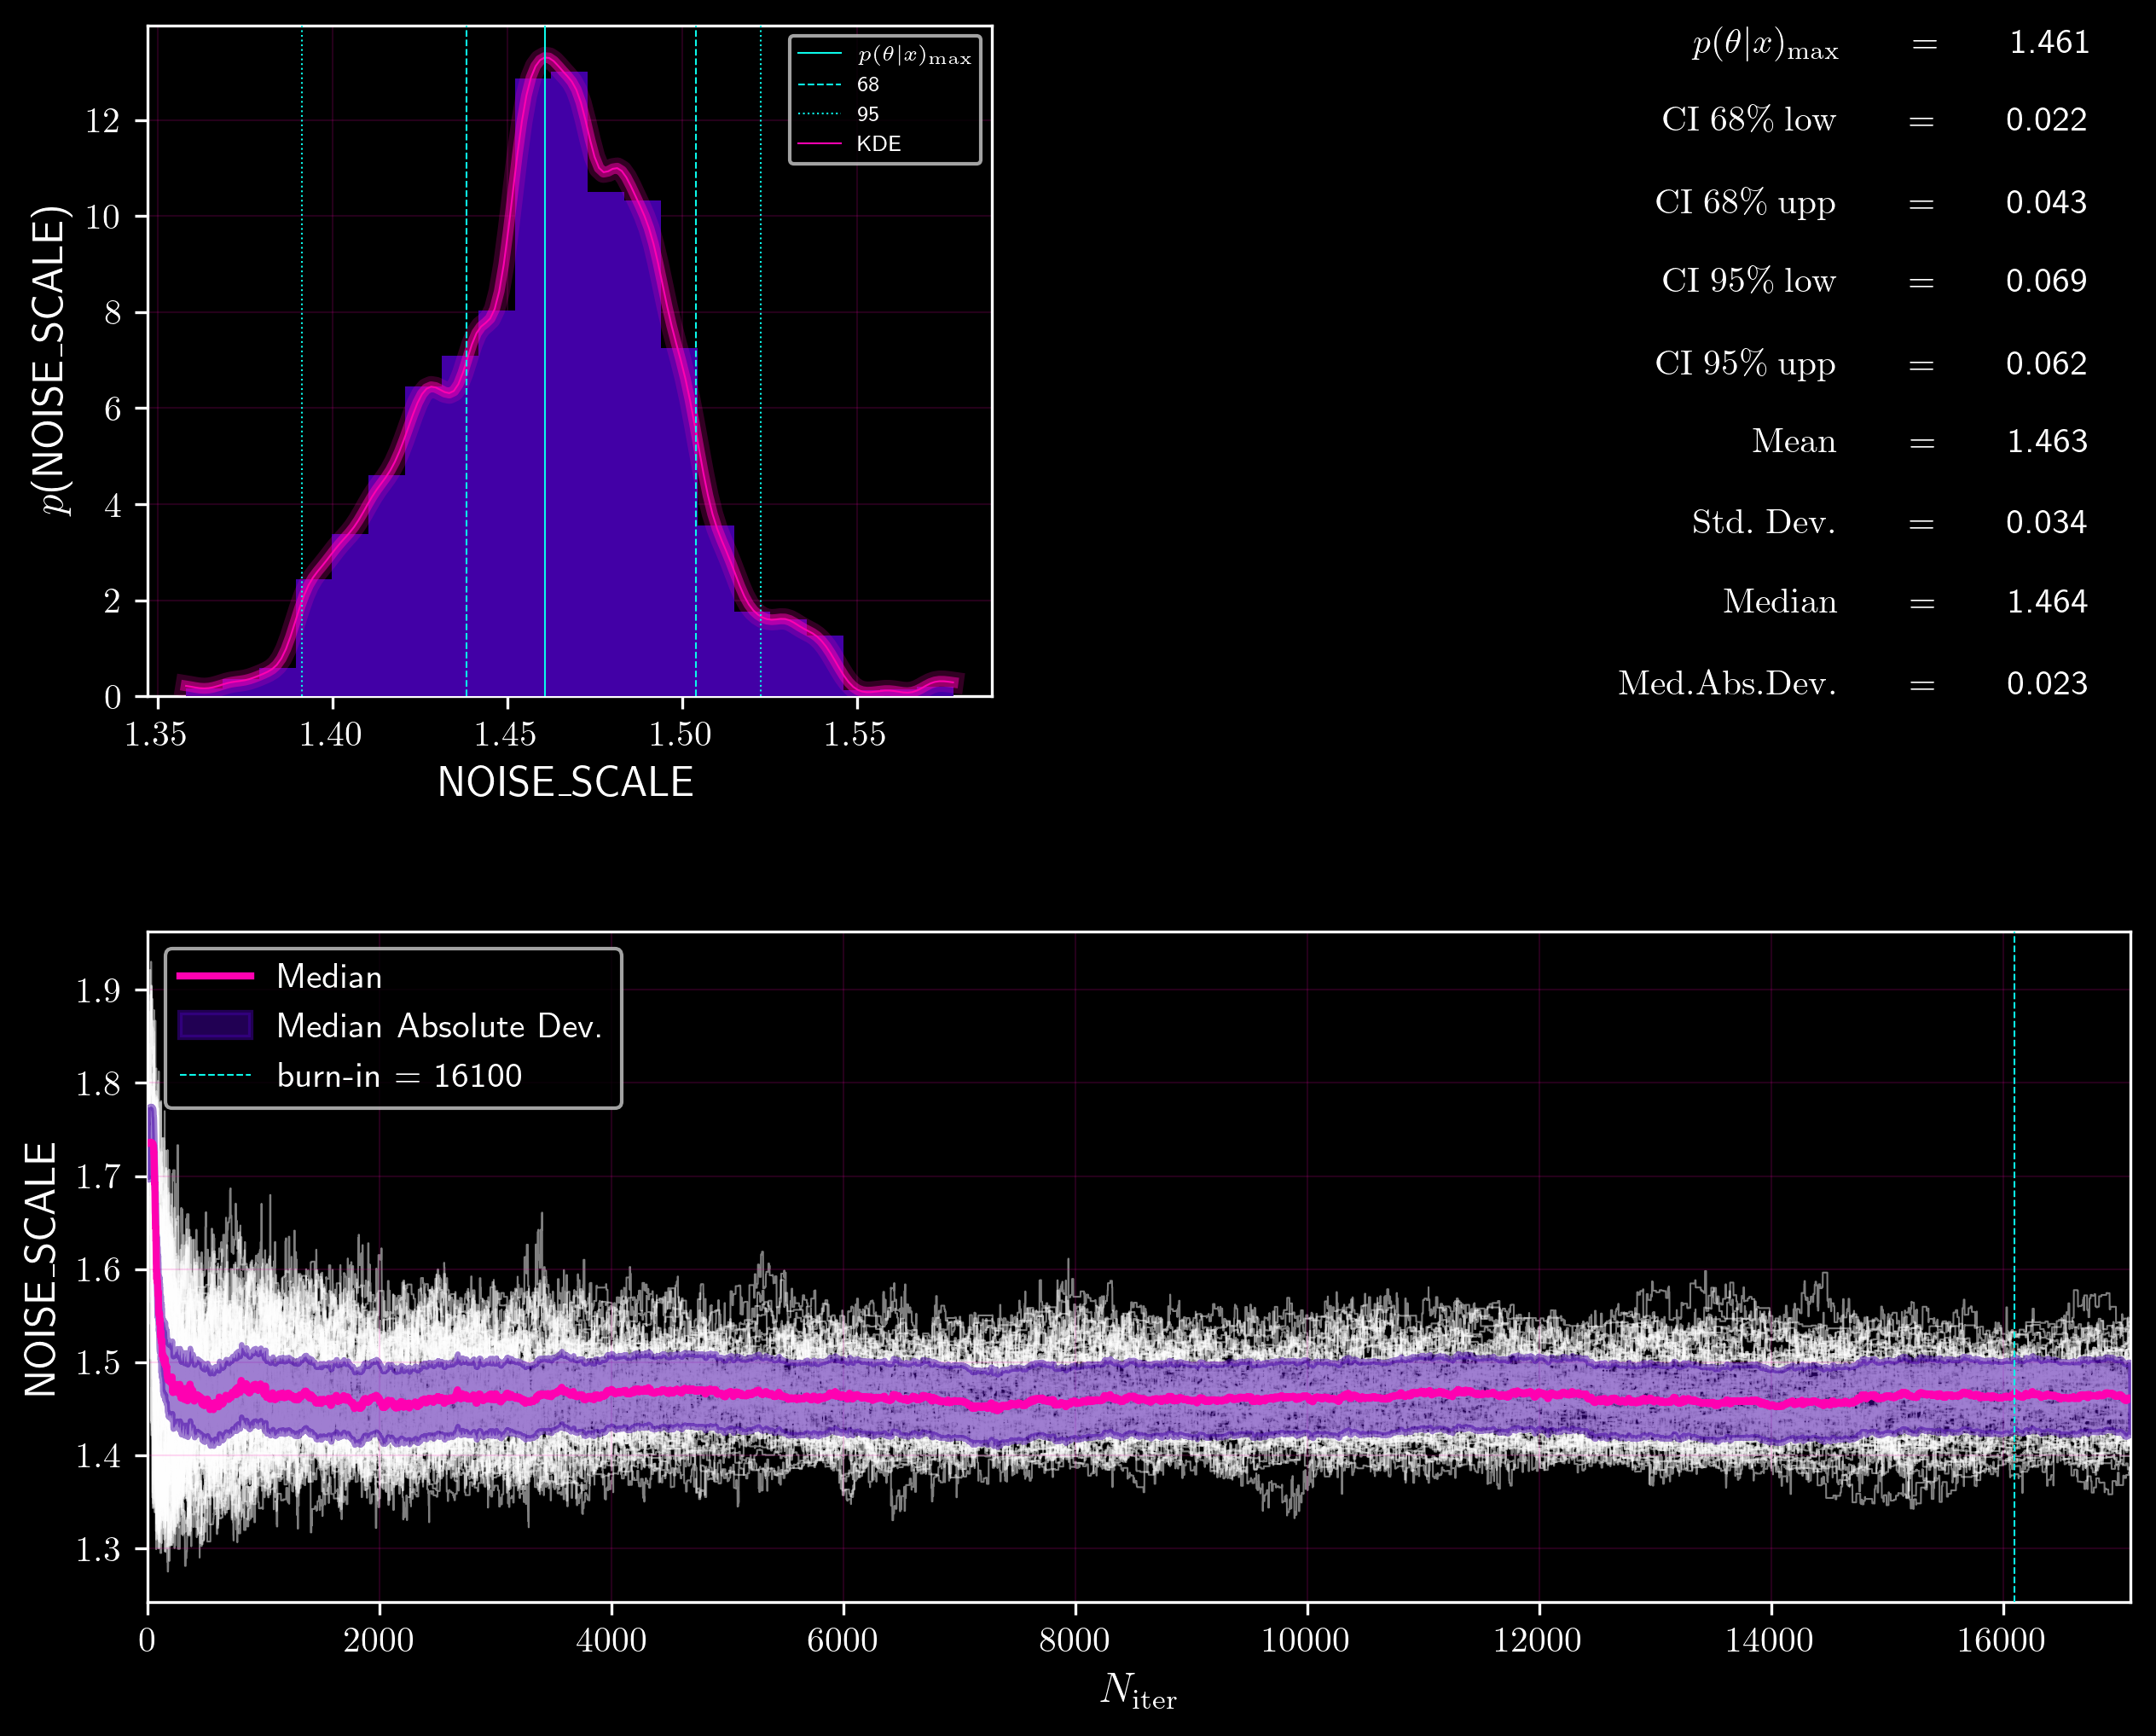 p(NOISE_SCALE)
12
10
8
6
4
2
0
1.35 1.40 1.45 1.50 1.55
NOISE_SCALE
p(θ|x)max
68
95
KDE
p(θ|x)max = 1.461
CI 68% low = 0.022
CI 68% upp = 0.043
CI 95% low = 0.069
CI 95% upp = 0.062
Mean = 1.463
Std. Dev. = 0.034
Median = 1.464
Med.Abs.Dev. = 0.023
NOISE_SCALE
1.9
1.8
1.7
1.6
1.5
1.4
1.3
Median
Median Absolute Dev.
burn-in = 16100
0 2000 4000 6000 8000 10000 12000 14000 16000
Niter